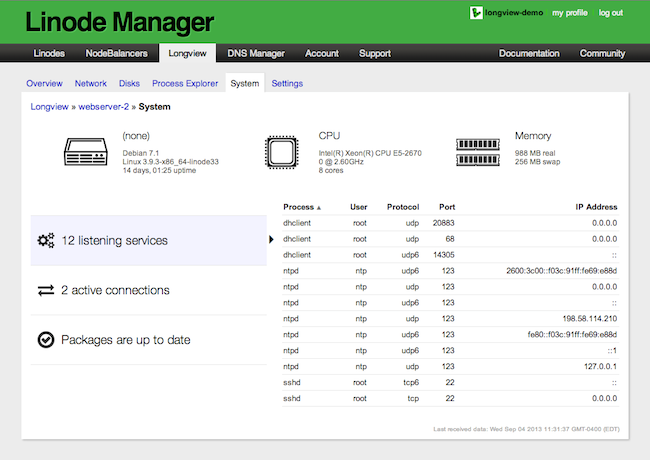 Linode Manager
longview-demo my profile log out
Linodes NodeBalancers Longview DNS Manager Account Support Documentation Community
Overview Network Disks Process Explorer System Settings
Longview » webserver-2 » System
(none)
Debian 7.1
Linux 3.9.3-x86_64-linode33
14 days, 01:25 uptime
CPU
Intel(R) Xeon(R) CPU E5-2670
0 @ 2.60GHz
8 cores
Memory
988 MB real
256 MB swap
12 listening services
2 active connections
Packages are up to date
Process ▲ User Protocol Port IP Address
dhclient root udp 20883 0.0.0.0
dhclient root udp 68 0.0.0.0
dhclient root udp6 14305 ::
ntpd ntp udp6 123 2600:3c00::f03c:91ff:fe69:e88d
ntpd ntp udp 123 0.0.0.0
ntpd ntp udp6 123 ::
ntpd ntp udp 123 198.58.114.210
ntpd ntp udp6 123 fe80::f03c:91ff:fe69:e88d
ntpd ntp udp6 123 ::1
ntpd ntp udp 123 127.0.0.1
sshd root tcp6 22 ::
sshd root tcp 22 0.0.0.0
Last received data: Wed Sep 04 2013 11:31:37 GMT-0400 (EDT)